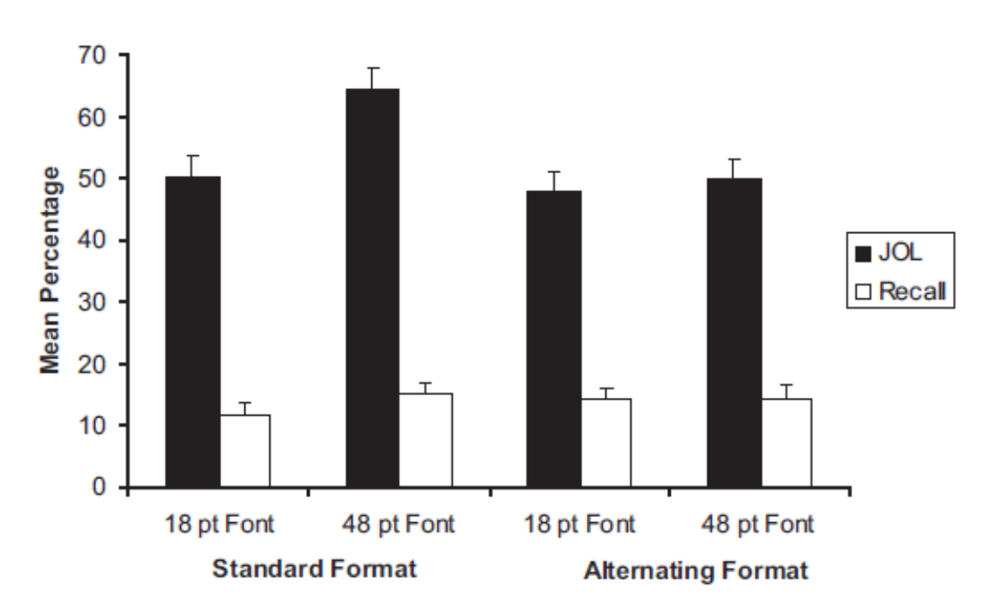 70
60
50
40
30
20
10
0
Mean Percentage
JOL
Recall
18 pt Font 48 pt Font 18 pt Font 48 pt Font
Standard Format Alternating Format